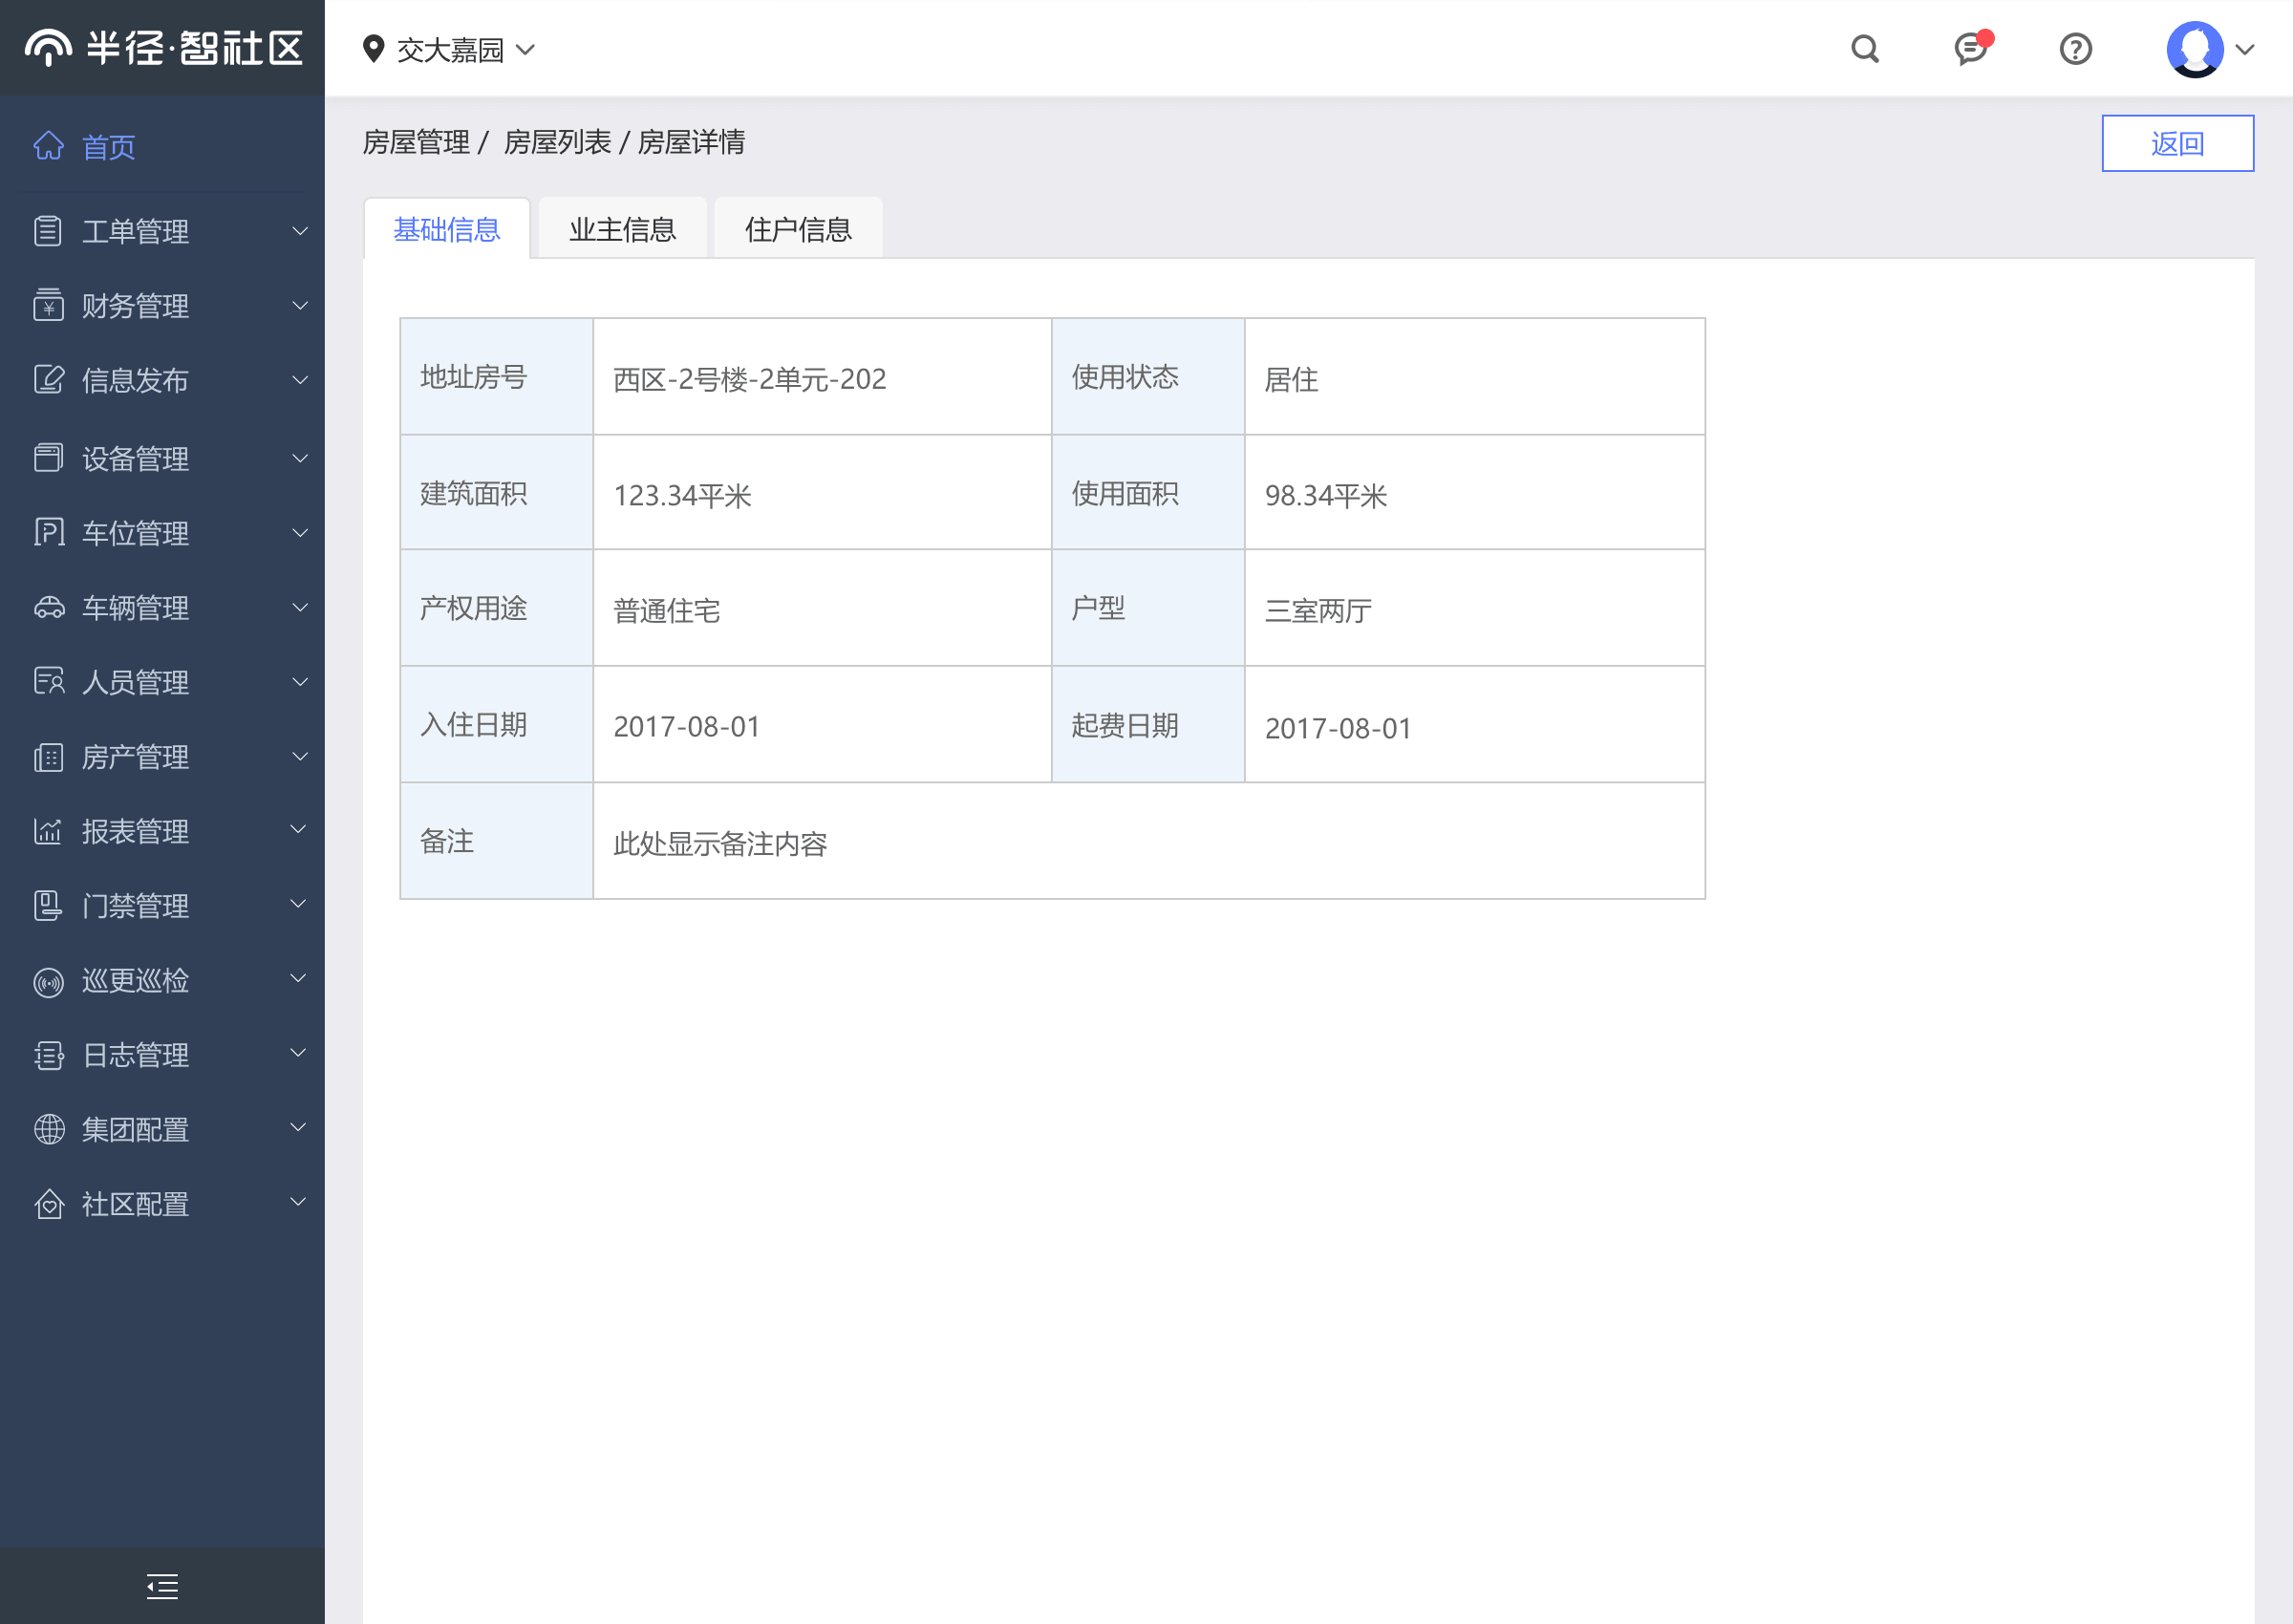 半径·智社区
交大嘉园
首页
工单管理
财务管理
信息发布
设备管理
车位管理
车辆管理
人员管理
房产管理
报表管理
门禁管理
巡更巡检
日志管理
集团配置
社区配置
房屋管理 / 房屋列表 / 房屋详情
返回
基础信息 业主信息 住户信息
地址房号 西区-2号楼-2单元-202 使用状态 居住
建筑面积 123.34平米 使用面积 98.34平米
产权用途 普通住宅 户型 三室两厅
入住日期 2017-08-01 起费日期 2017-08-01
备注 此处显示备注内容